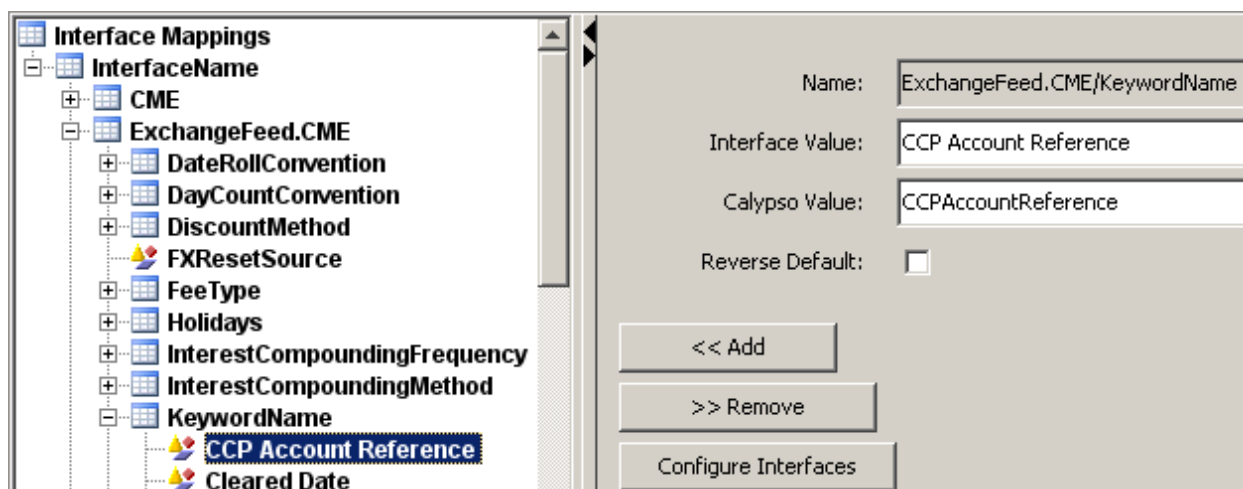 Interface Mappings
InterfaceName
CME
ExchangeFeed.CME
DateRollConvention
DayCountConvention
DiscountMethod
FXResetSource
FeeType
Holidays
InterestCompoundingFrequency
InterestCompoundingMethod
KeywordName
CCP Account Reference
Cleared Date
Name: ExchangeFeed.CME/KeywordName
Interface Value: CCP Account Reference
Calypso Value: CCPAccountReference
Reverse Default:
<< Add
>> Remove
Configure Interfaces